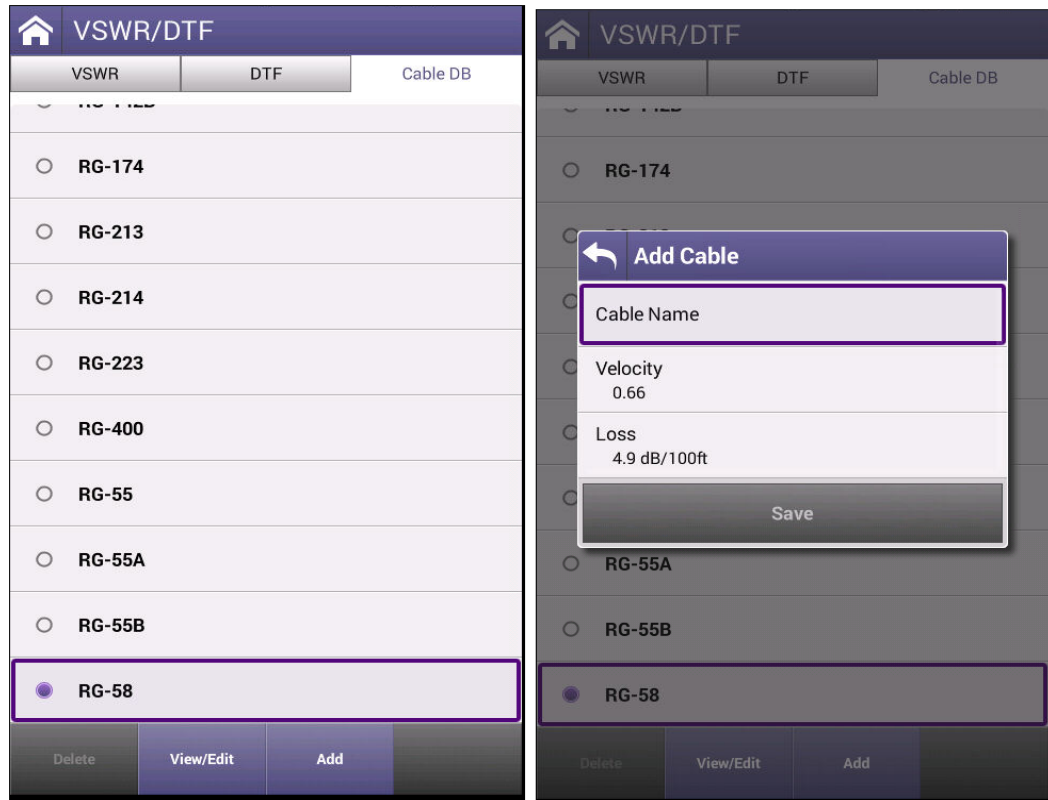 VSWR/DTF
VSWR DTF Cable DB
RG-174
RG-213
RG-214
RG-223
RG-400
RG-55
RG-55A
RG-55B
RG-58
Delete View/Edit Add
VSWR/DTF
VSWR DTF Cable DB
RG-174
Add Cable
Cable Name
Velocity
0.66
Loss
4.9 dB/100ft
Save
RG-55A
RG-55B
RG-58
Delete View/Edit Add